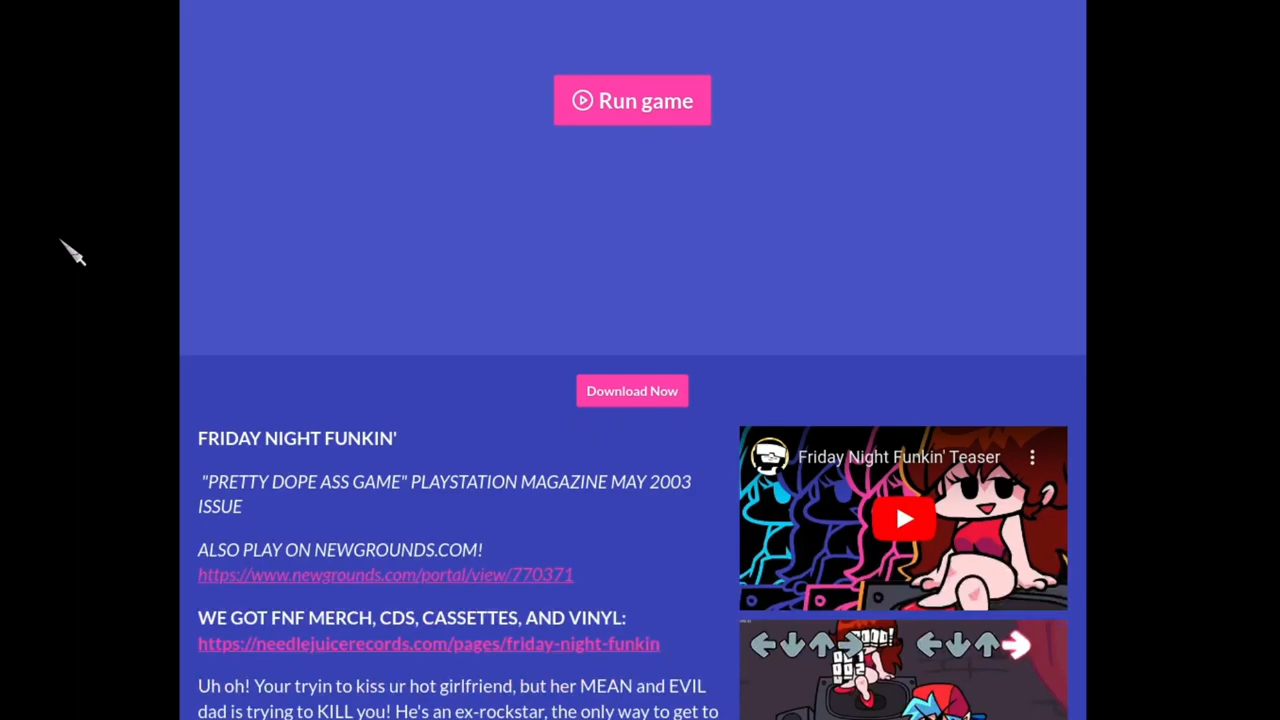 Run game
Download Now
FRIDAY NIGHT FUNKIN'
"PRETTY DOPE ASS GAME" PLAYSTATION MAGAZINE MAY 2003
ISSUE
ALSO PLAY ON NEWGROUNDS.COM!
https://www.newgrounds.com/portal/view/770371
WE GOT FNF MERCH, CDS, CASSETTES, AND VINYL:
https://needlejuicerecords.com/pages/friday-night-funkin
Uh oh! Your tryin to kiss ur hot girlfriend, but her MEAN and EVIL
dad is trying to KILL you! He's an ex-rockstar, the only way to get to
Friday Night Funkin' Teaser